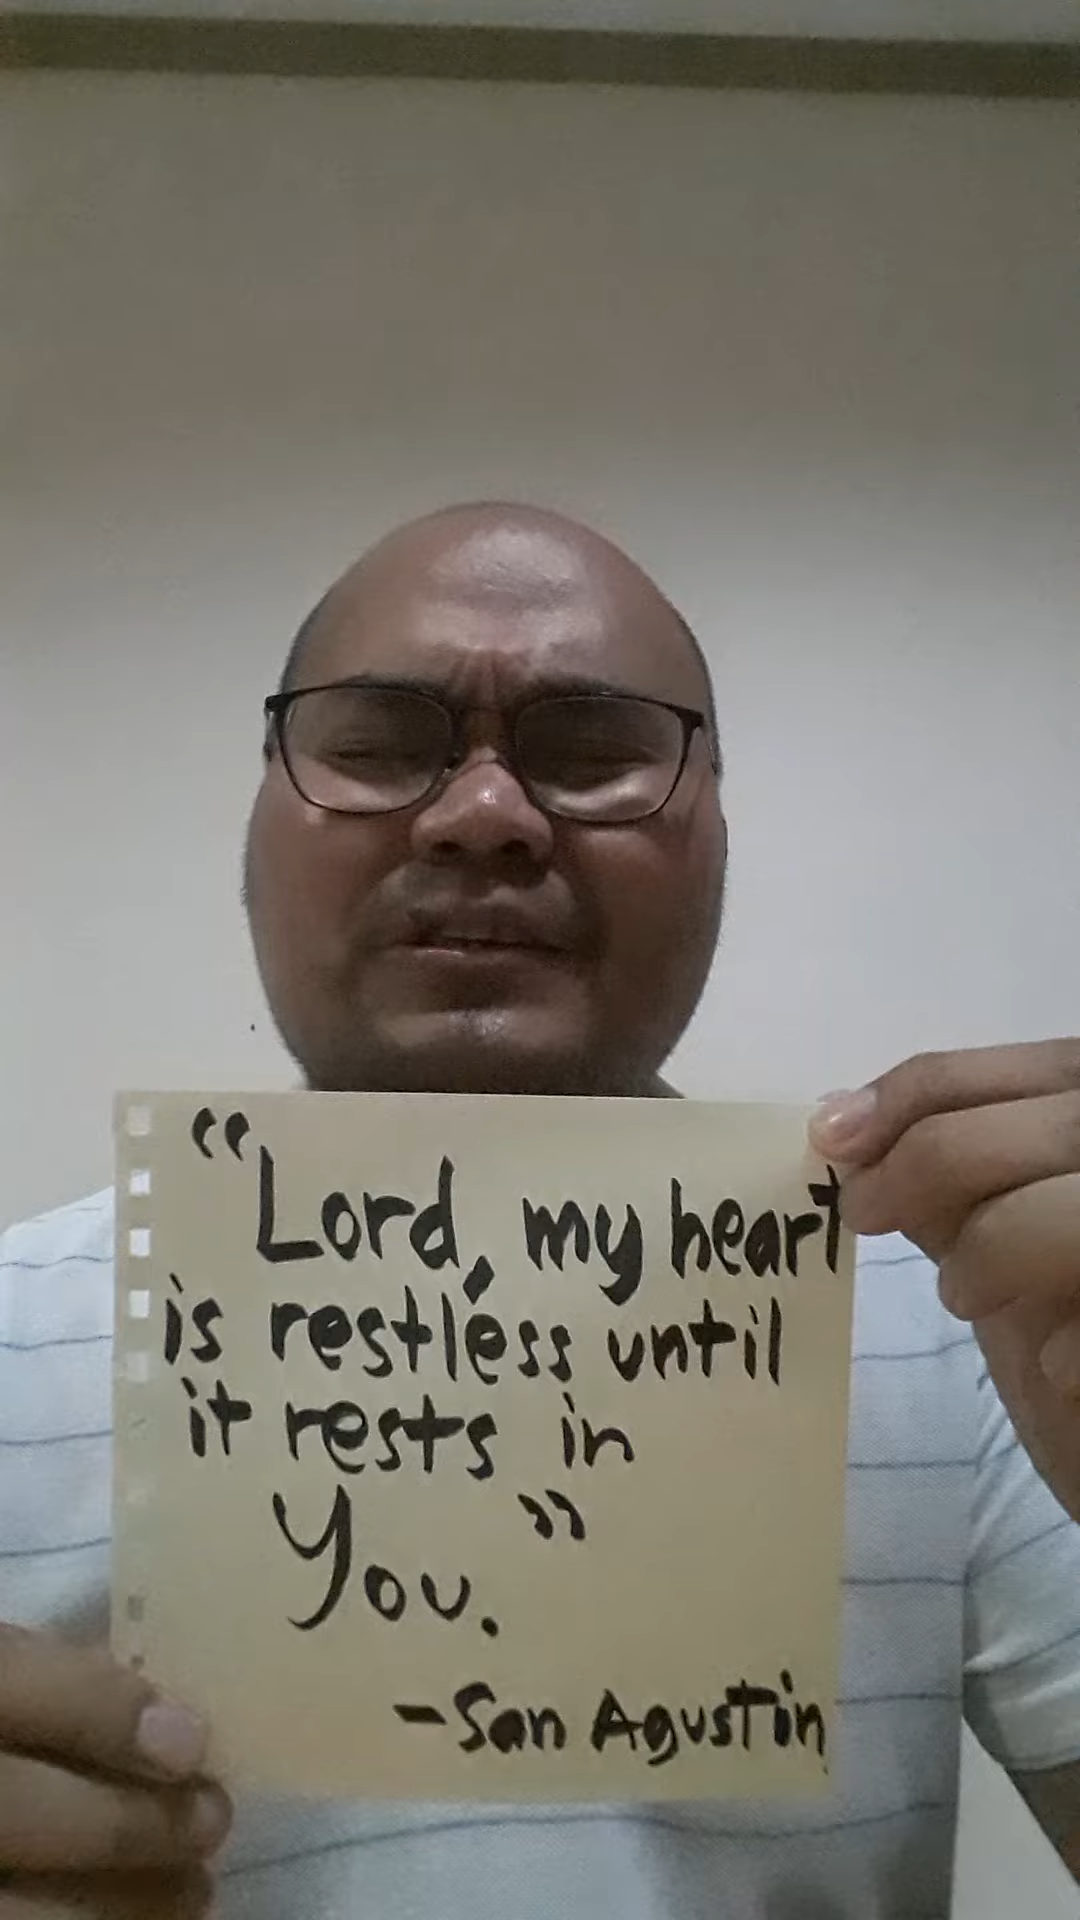 “Lord, my heart
is restless until
it rests in
You.”
-San Agustin